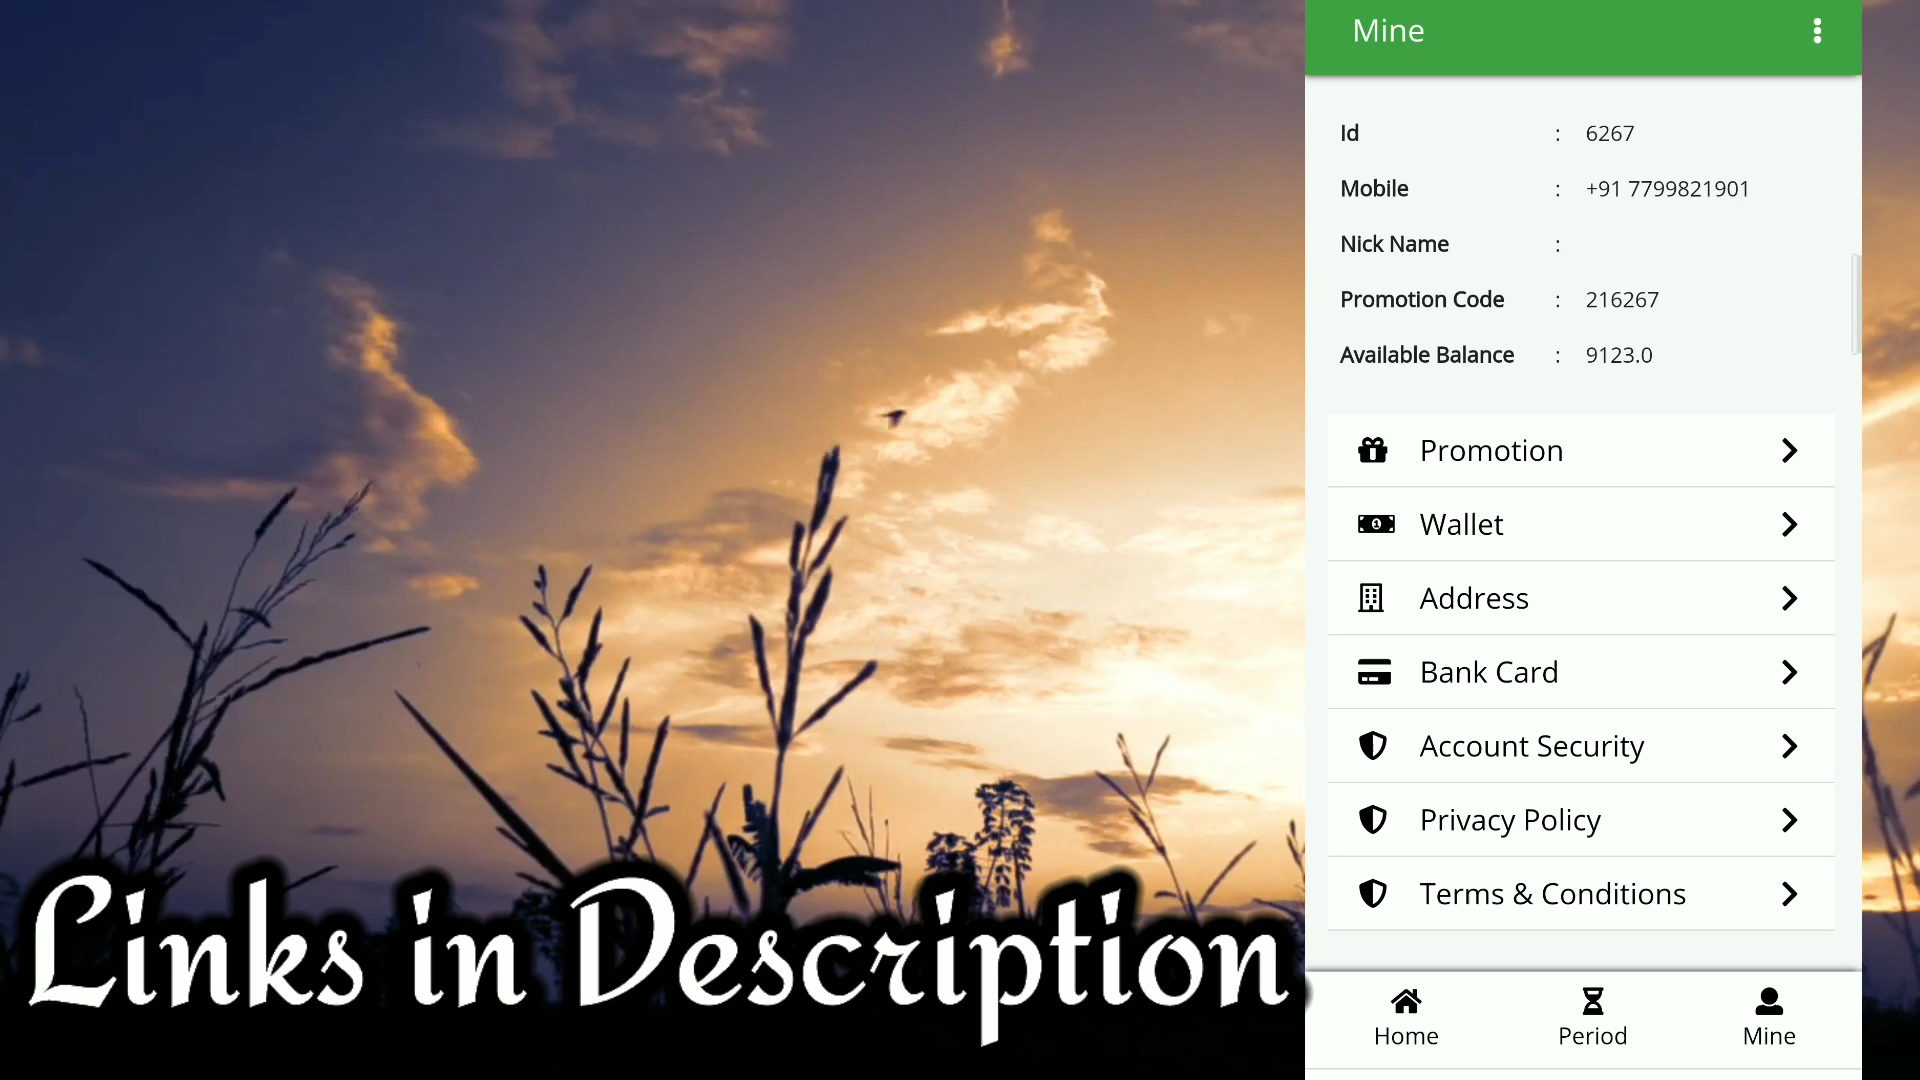 Mine
Id : 6267
Mobile : +91 7799821901
Nick Name :
Promotion Code : 216267
Available Balance : 9123.0
Promotion
Wallet
Address
Bank Card
Account Security
Privacy Policy
Terms & Conditions
Home Period Mine
Links in Description